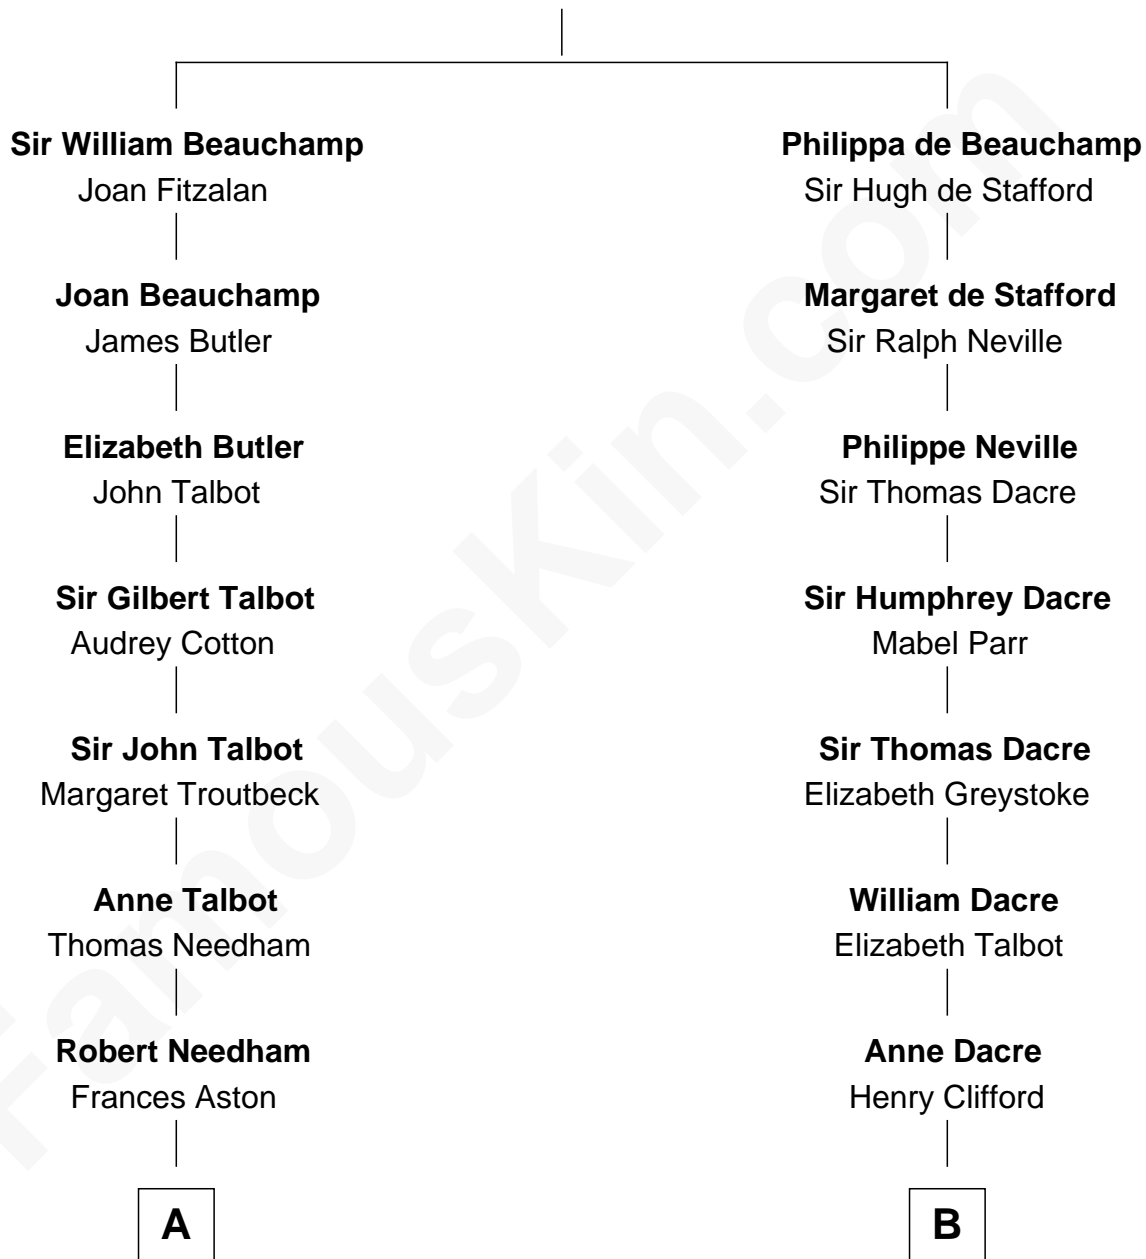 Sir William Beauchamp
Joan Fitzalan
Joan Beauchamp
James Butler
Elizabeth Butler
John Talbot
Sir Gilbert Talbot
Audrey Cotton
Sir John Talbot
Margaret Troutbeck
Anne Talbot
Thomas Needham
Robert Needham
Frances Aston
A
Philippa de Beauchamp
Sir Hugh de Stafford
Margaret de Stafford
Sir Ralph Neville
Philippe Neville
Sir Thomas Dacre
Sir Humphrey Dacre
Mabel Parr
Sir Thomas Dacre
Elizabeth Greystoke
William Dacre
Elizabeth Talbot
Anne Dacre
Henry Clifford
B
FamousKin.com